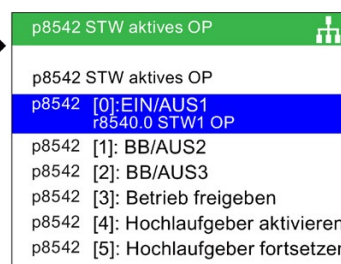 p8542 STW aktives OP
p8542 STW aktives OP
p8542 [0]:EIN/AUS1
r8540.0 STW1 OP
p8542 [1]: BB/AUS2
p8542 [2]: BB/AUS3
p8542 [3]: Betrieb freigeben
p8542 [4]: Hochlaufgeber aktivieren
p8542 [5]: Hochlaufgeber fortsetzen